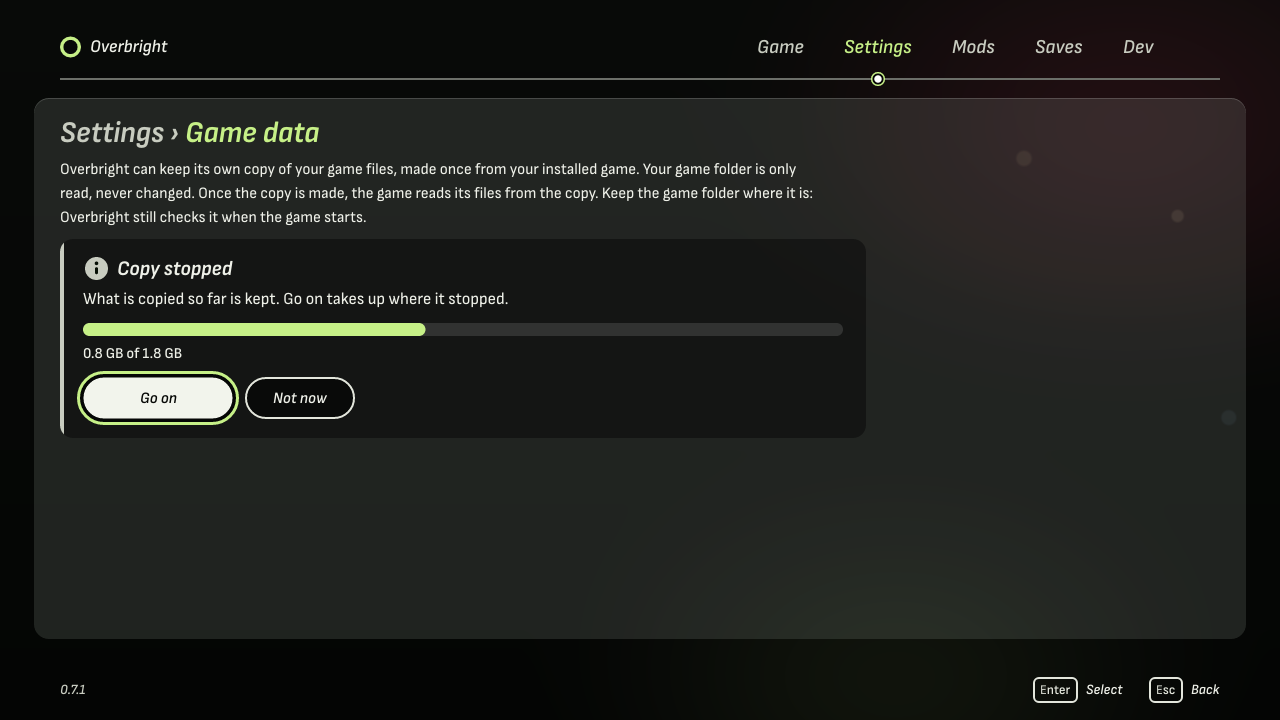 Overbright
Game
Settings
Mods
Saves
Dev
Settings › Game data
Overbright can keep its own copy of your game files, made once from your installed game. Your game folder is only
read, never changed. Once the copy is made, the game reads its files from the copy. Keep the game folder where it is:
Overbright still checks it when the game starts.
Copy stopped
What is copied so far is kept. Go on takes up where it stopped.
0.8 GB of 1.8 GB
Go on
Not now
0.7.1
Enter Select
Esc Back